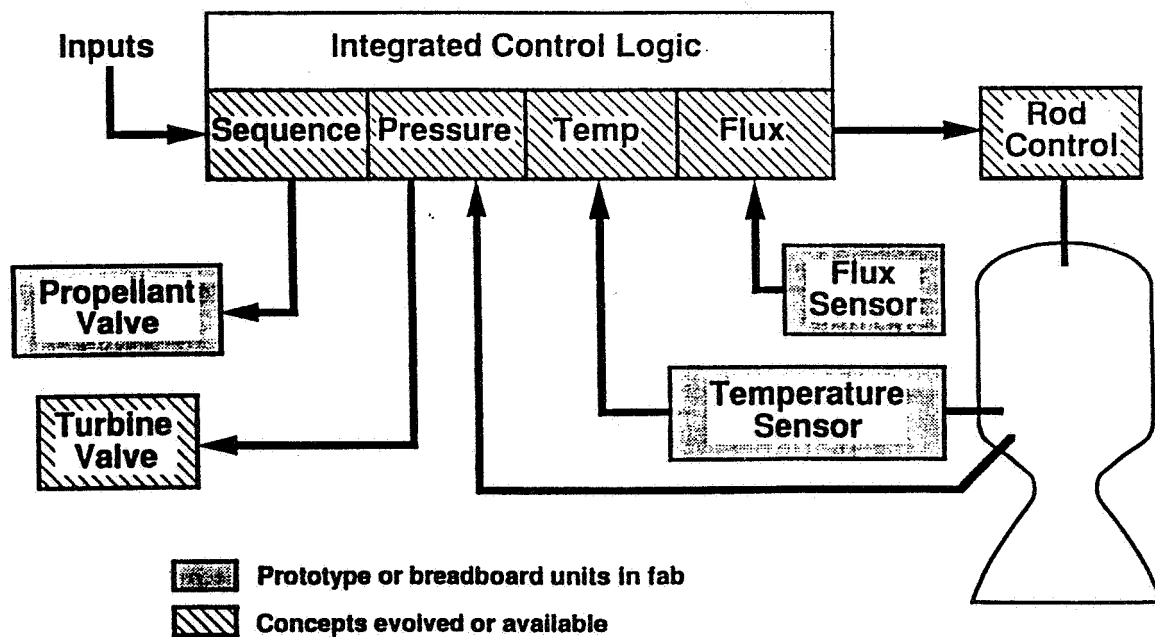 Inputs
Integrated Control Logic
Sequence
Pressure
Temp
Flux
Rod
Control
Propellant
Valve
Flux
Sensor
Turbine
Valve
Temperature
Sensor
Prototype or breadboard units in fab
Concepts evolved or available